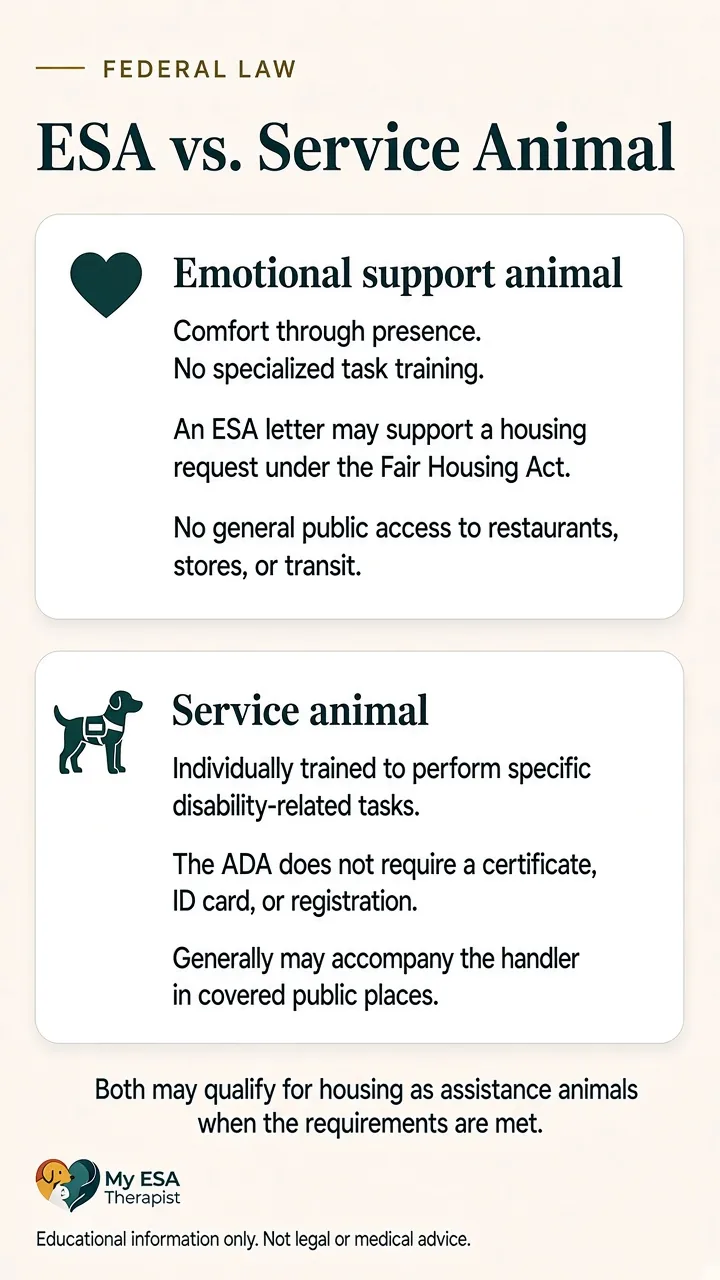 FEDERAL LAW
ESA vs. Service Animal
Emotional support animal
Comfort through presence.
No specialized task training.
An ESA letter may support a housing
request under the Fair Housing Act.
No general public access to restaurants,
stores, or transit.
Service animal
Individually trained to perform specific
disability-related tasks.
The ADA does not require a certificate,
ID card, or registration.
Generally may accompany the handler
in covered public places.
Both may qualify for housing as assistance animals
when the requirements are met.
My ESA
Therapist
Educational information only. Not legal or medical advice.